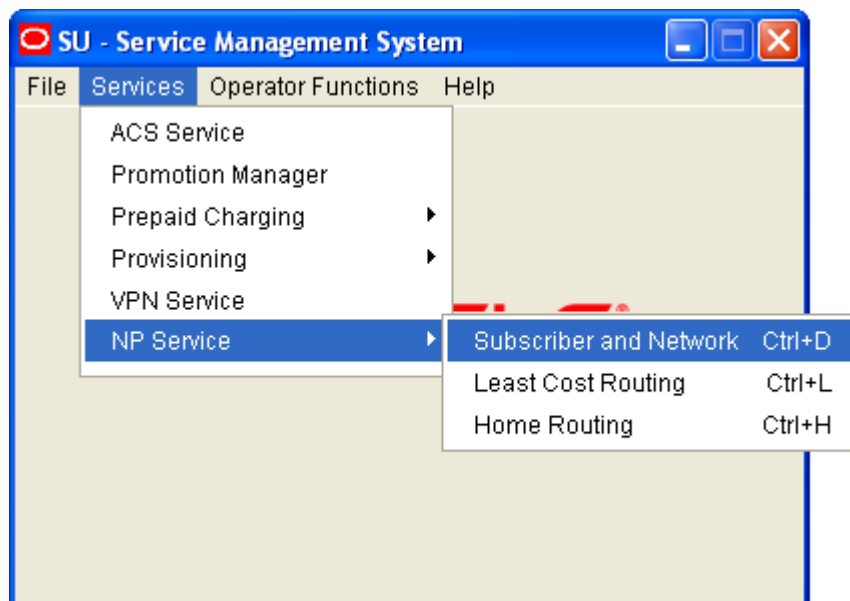 SU - Service Management System
File Services Operator Functions Help
ACS Service
Promotion Manager
Prepaid Charging
Provisioning
VPN Service
NP Service
Subscriber and Network Ctrl+D
Least Cost Routing Ctrl+L
Home Routing Ctrl+H